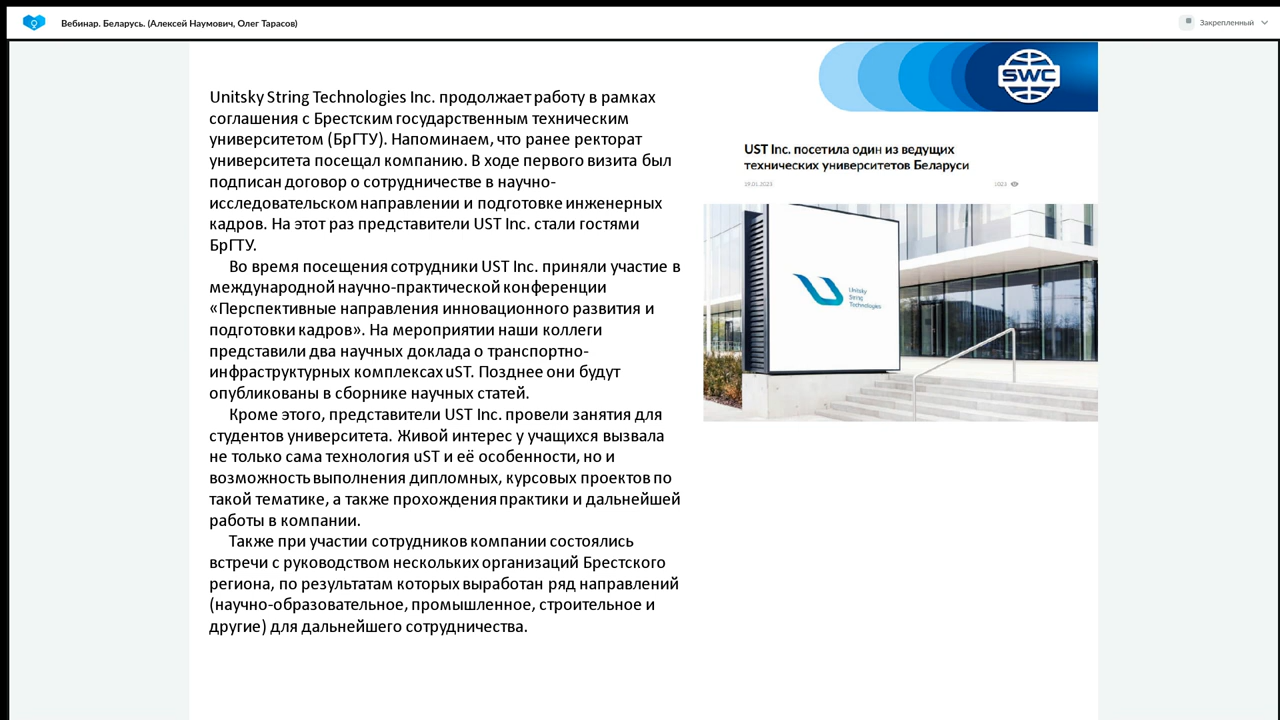 Вебинар. Беларусь. (Алексей Наумович, Олег Тарасов)
Закрепленный
SWC
Unitsky String Technologies Inc. продолжает работу в рамках
соглашения с Брестским государственным техническим
университетом (БрГТУ). Напоминаем, что ранее ректорат
университета посещал компанию. В ходе первого визита был
подписан договор о сотрудничестве в научно-
исследовательском направлении и подготовке инженерных
кадров. На этот раз представители UST Inc. стали гостями
БрГТУ.
Во время посещения сотрудники UST Inc. приняли участие в
международной научно-практической конференции
«Перспективные направления инновационного развития и
подготовки кадров». На мероприятии наши коллеги
представили два научных доклада о транспортно-
инфраструктурных комплексах uST. Позднее они будут
опубликованы в сборнике научных статей.
Кроме этого, представители UST Inc. провели занятия для
студентов университета. Живой интерес у учащихся вызвала
не только сама технология uST и её особенности, но и
возможность выполнения дипломных, курсовых проектов по
такой тематике, а также прохождения практики и дальнейшей
работы в компании.
Также при участии сотрудников компании состоялись
встречи с руководством нескольких организаций Брестского
региона, по результатам которых выработан ряд направлений
(научно-образовательное, промышленное, строительное и
другие) для дальнейшего сотрудничества.
UST Inc. посетила один из ведущих
технических университетов Беларуси
19.01.2023
1023
Unitsky
String
Technologies